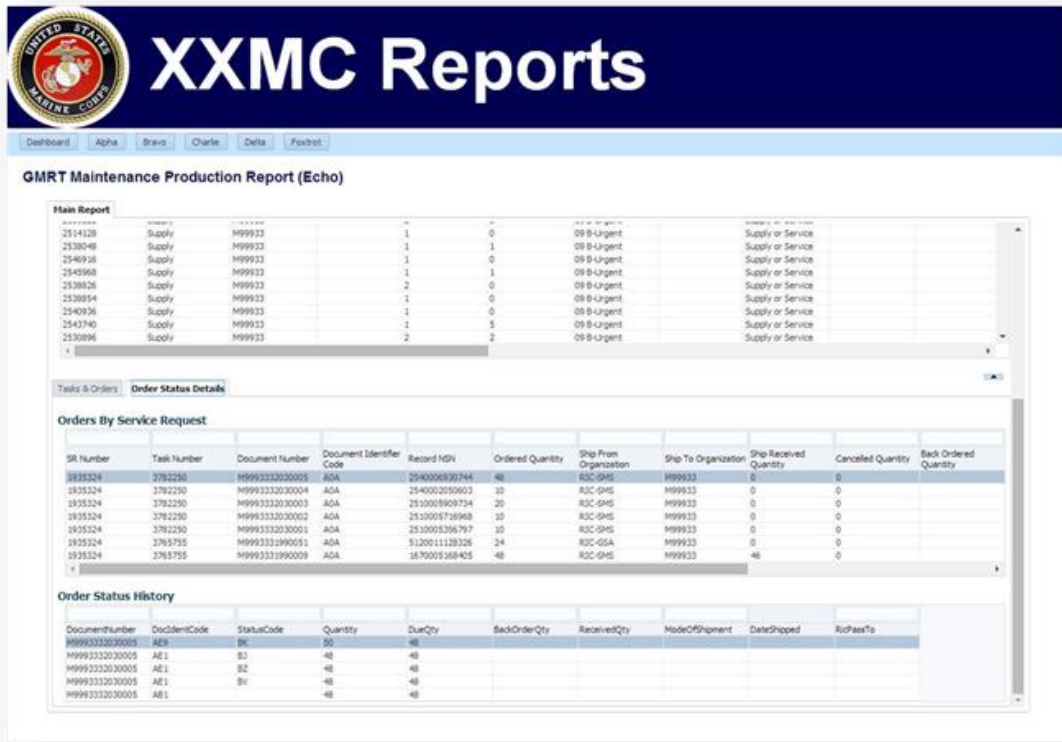 UNITED STATES
MARINE CORPS
XXMC Reports
Dashboard Alpha Bravo Charlie Delta Foxtrot
GMRT Maintenance Production Report (Echo)
Main Report
2514128 Supply M99933 1 0 09 B-Urgent Supply or Service
2538048 Supply M99933 1 1 09 B-Urgent Supply or Service
2546916 Supply M99933 1 0 09 B-Urgent Supply or Service
2545968 Supply M99933 1 1 09 B-Urgent Supply or Service
2538826 Supply M99933 2 0 09 B-Urgent Supply or Service
2538854 Supply M99933 1 0 09 B-Urgent Supply or Service
2540936 Supply M99933 1 0 09 B-Urgent Supply or Service
2543740 Supply M99933 1 5 09 B-Urgent Supply or Service
2530896 Supply M99933 2 2 09 B-Urgent Supply or Service
Tasks & Orders Order Status Details
Orders By Service Request
SR Number Task Number Document Number Document Identifier Code Record NSN Ordered Quantity Ship From Organization Ship To Organization Ship Received Quantity Cancelled Quantity Back Ordered Quantity
1935324 3782250 M9993332030005 A0A 2540006930744 48 RIC-SMS M99933 0 0
1935324 3782250 M9993332030004 A0A 2540002050603 10 RIC-SMS M99933 0 0
1935324 3782250 M9993332030003 A0A 2510005909734 20 RIC-SMS M99933 0 0
1935324 3782250 M9993332030002 A0A 2510005716968 10 RIC-SMS M99933 0 0
1935324 3782250 M9993332030001 A0A 2510005356797 10 RIC-SMS M99933 0 0
1935324 3765755 M9993331990051 A0A 5120011128326 24 RIC-GSA M99933 0 0
1935324 3765755 M9993331990009 A0A 1670005168405 48 RIC-SMS M99933 46 0
Order Status History
DocumentNumber DocIdentCode StatusCode Quantity DueQty BackOrderQty ReceivedQty ModeOfShipment DateShipped RicPassTo
M9993332030005 AE9 BK 50 48
M9993332030005 AE1 BJ 48 48
M9993332030005 AE1 BZ 48 48
M9993332030005 AE1 BV 48 48
M9993332030005 AB1 48 48